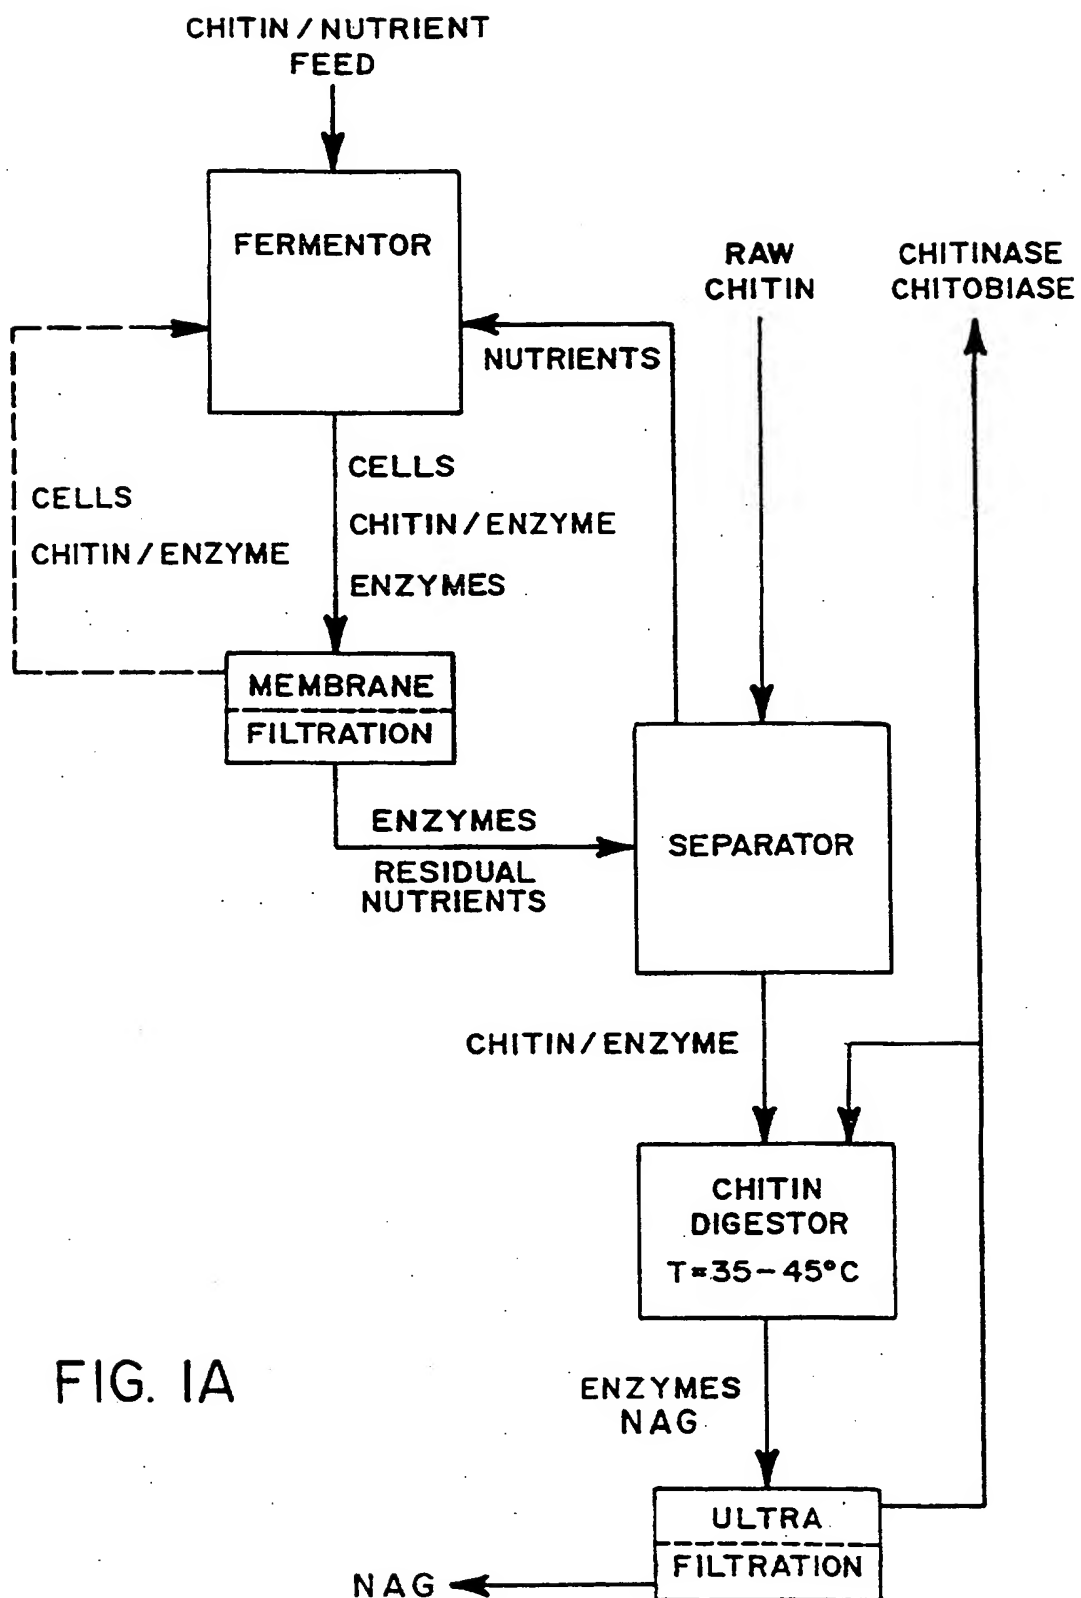 CHITIN / NUTRIENT
FEED
FERMENTOR
RAW
CHITIN
CHITINASE
CHITOBIASE
NUTRIENTS
CELLS
CHITIN / ENZYME
CELLS
CHITIN / ENZYME
ENZYMES
MEMBRANE
FILTRATION
ENZYMES
RESIDUAL
NUTRIENTS
SEPARATOR
CHITIN/ENZYME
CHITIN
DIGESTOR
T=35-45°C
FIG. 1A
ENZYMES
NAG
ULTRA
FILTRATION
NAG